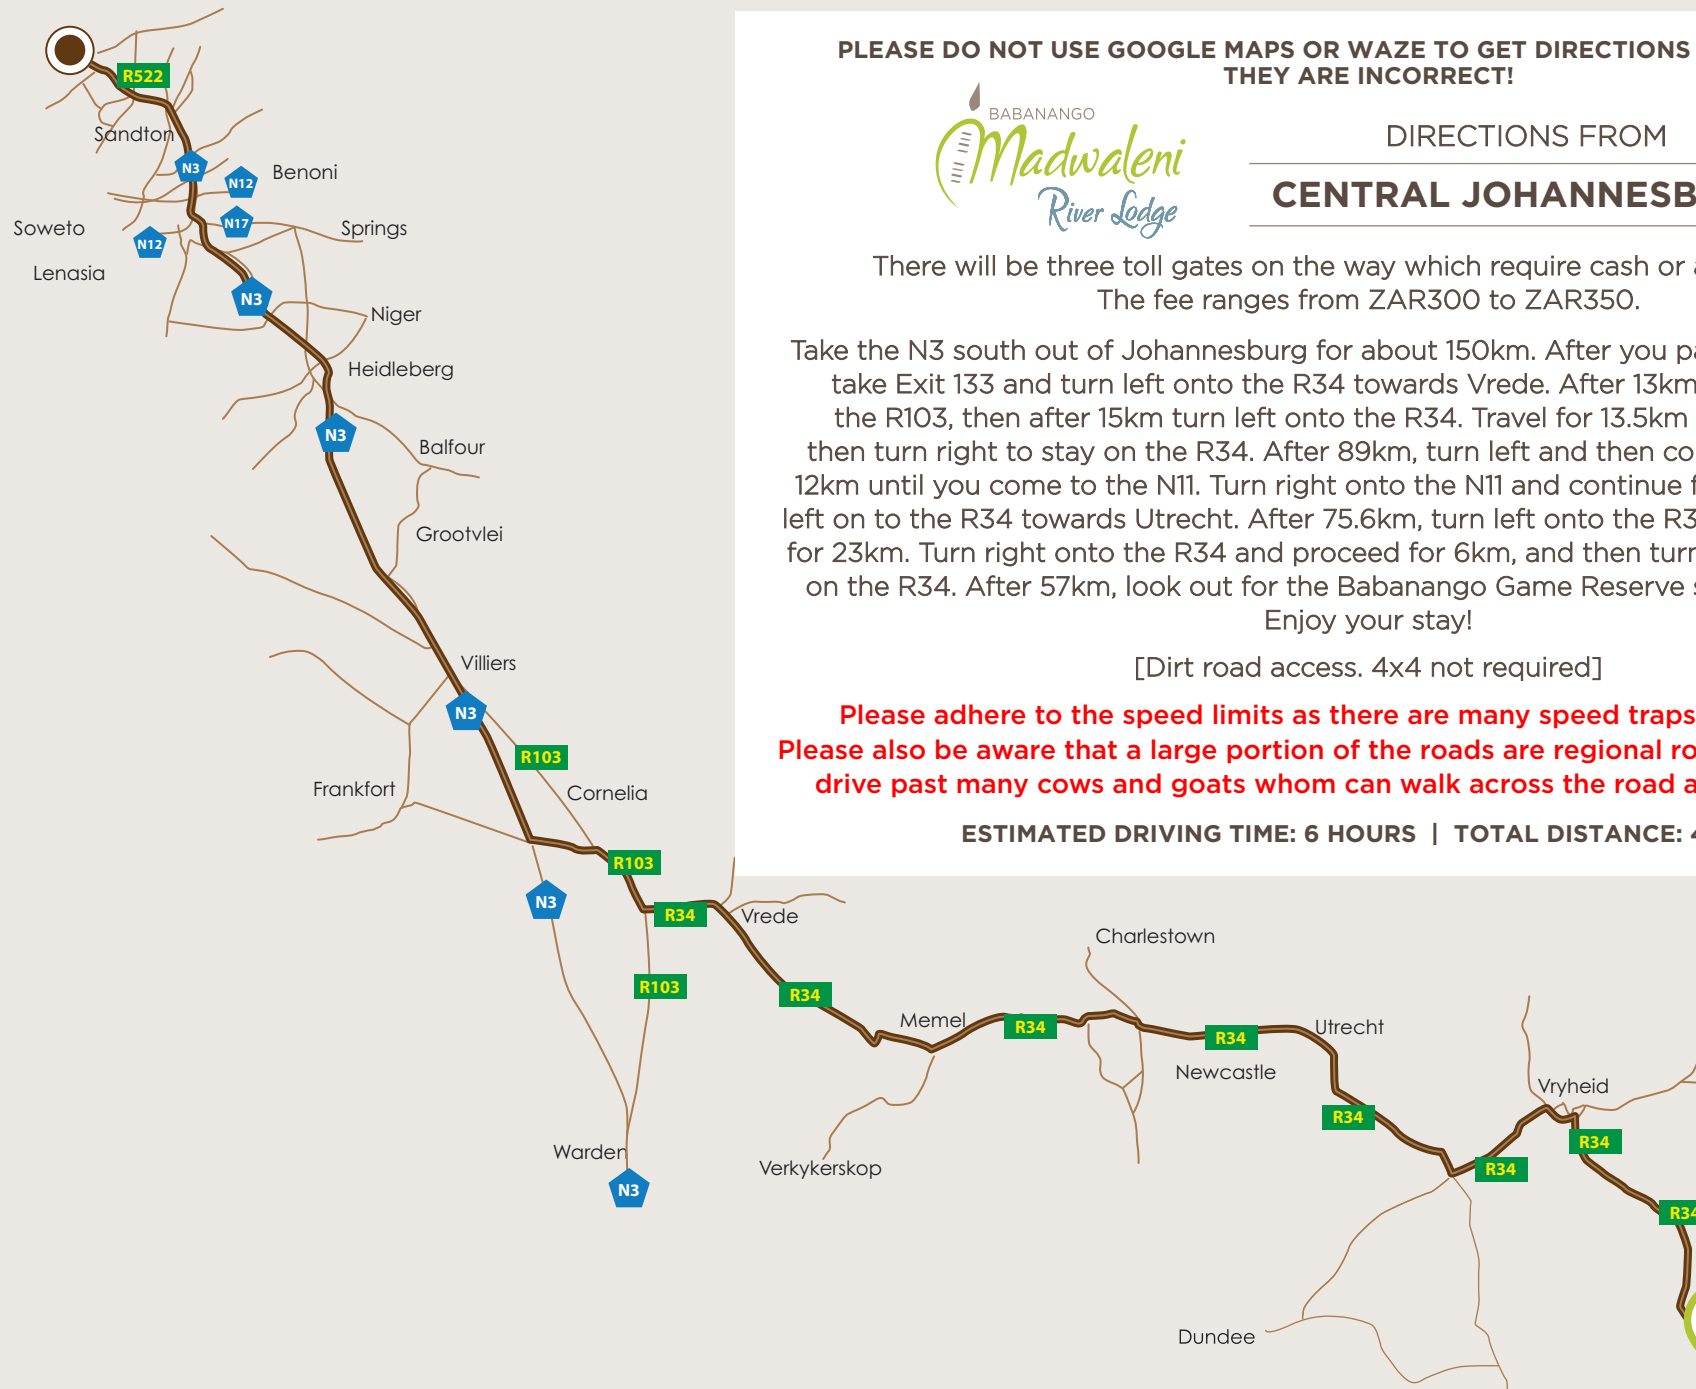 PLEASE DO NOT USE GOOGLE MAPS OR WAZE TO GET DIRECTIONS
THEY ARE INCORRECT!
BABANANGO
Madwaleni
River Lodge
DIRECTIONS FROM
CENTRAL JOHANNESB
There will be three toll gates on the way which require cash or
The fee ranges from ZAR300 to ZAR350.
Take the N3 south out of Johannesburg for about 150km. After you pa
take Exit 133 and turn left onto the R34 towards Vrede. After 13km
the R103, then after 15km turn left onto the R34. Travel for 13.5km
then turn right to stay on the R34. After 89km, turn left and then co
12km until you come to the N11. Turn right onto the N11 and continue f
left on to the R34 towards Utrecht. After 75.6km, turn left onto the R3
for 23km. Turn right onto the R34 and proceed for 6km, and then turn
on the R34. After 57km, look out for the Babanango Game Reserve s
Enjoy your stay!
[Dirt road access. 4x4 not required]
Please adhere to the speed limits as there are many speed traps
Please also be aware that a large portion of the roads are regional ro
drive past many cows and goats whom can walk across the road a
ESTIMATED DRIVING TIME: 6 HOURS | TOTAL DISTANCE: 4
R522
Sandton
N3
N12
Benoni
N17
Soweto
N12
Springs
Lenasia
N3
Niger
Heidleberg
N3
Balfour
Grootvlei
Villiers
N3
R103
Frankfort
Cornelia
R103
N3
R34
Vrede
Charlestown
R103
R34
Memel
R34
R34
Utrecht
Newcastle
Vryheid
R34
R34
Warden
Verkykerskop
R34
N3
R34
Dundee